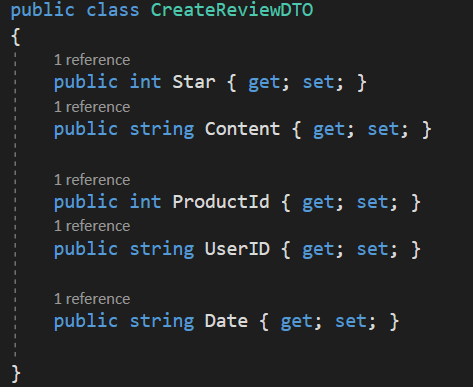 public class CreateReviewDTO
{
1 reference
public int Star { get; set; }
1 reference
public string Content { get; set; }
1 reference
public int ProductId { get; set; }
1 reference
public string UserID { get; set; }
1 reference
public string Date { get; set; }
}